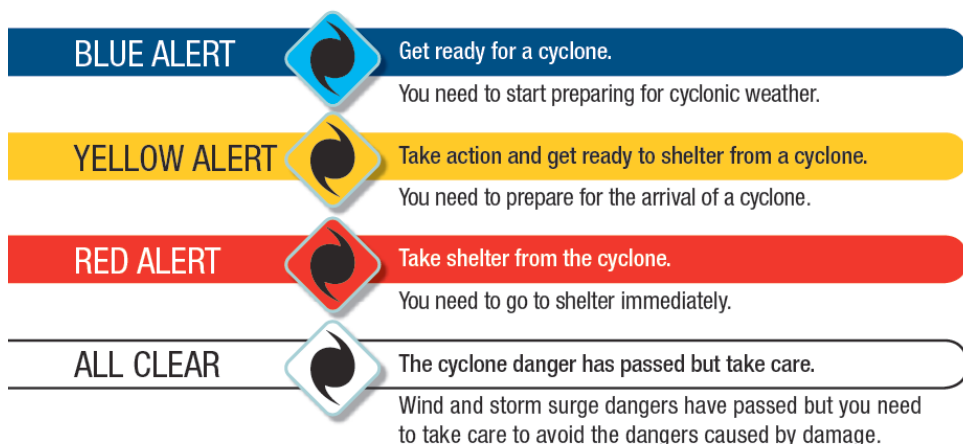 BLUE ALERT
Get ready for a cyclone.
You need to start preparing for cyclonic weather.
YELLOW ALERT
Take action and get ready to shelter from a cyclone.
You need to prepare for the arrival of a cyclone.
RED ALERT
Take shelter from the cyclone.
You need to go to shelter immediately.
ALL CLEAR
The cyclone danger has passed but take care.
Wind and storm surge dangers have passed but you need
to take care to avoid the dangers caused by damage.